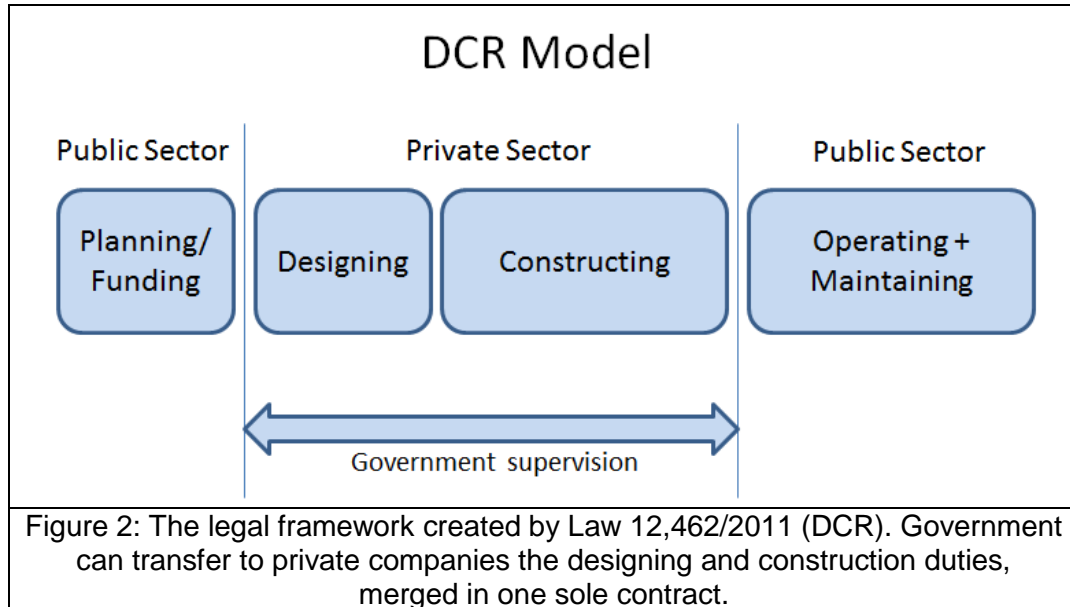 DCR Model
Public Sector
Private Sector
Public Sector
Planning/
Funding
Designing
Constructing
Operating +
Maintaining
Government supervision
Figure 2: The legal framework created by Law 12,462/2011 (DCR). Government
can transfer to private companies the designing and construction duties,
merged in one sole contract.